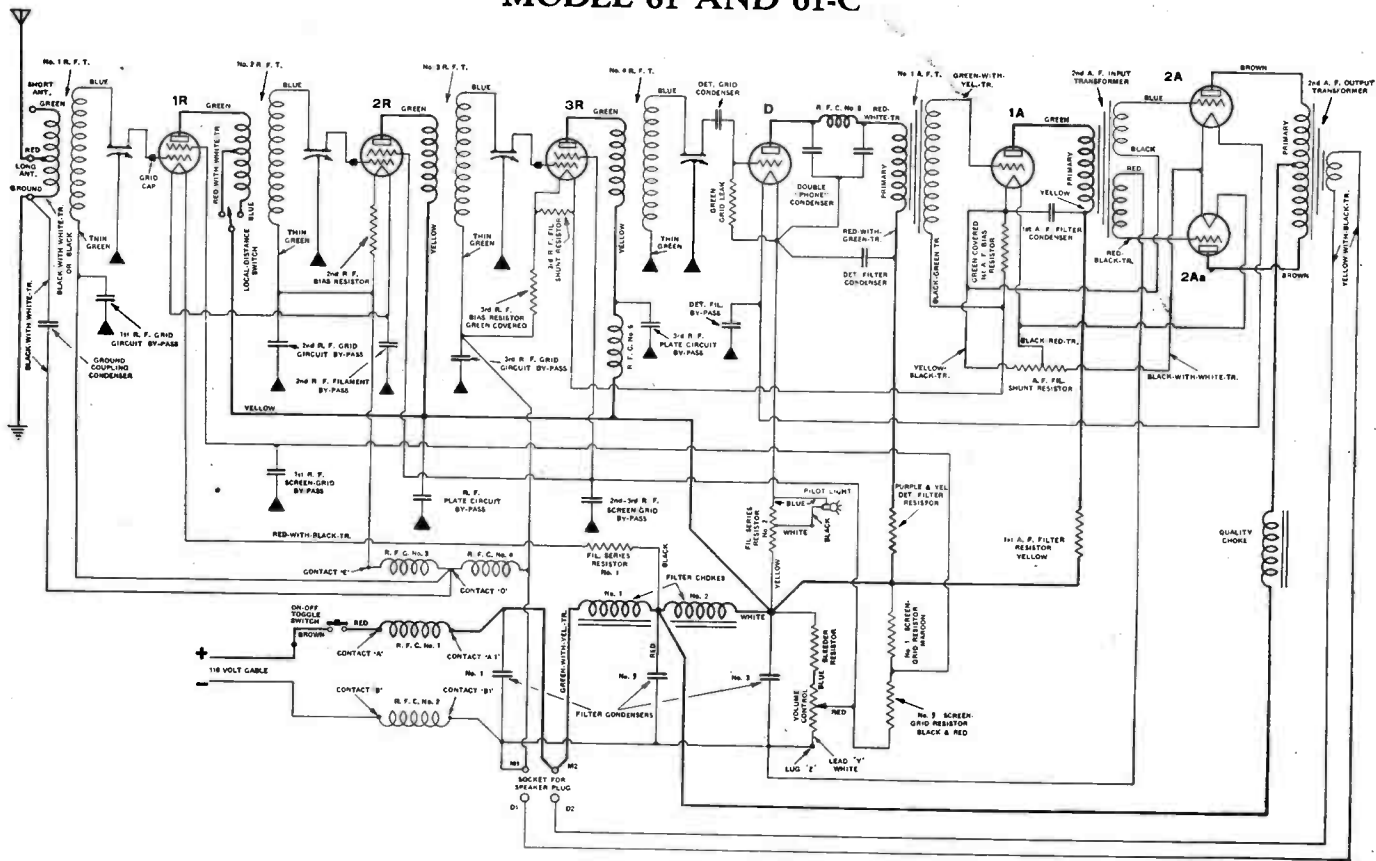 MODEL 61 AND 61-C
No. 1 R. F. T.
BLUE
SHORT
ANT.
GREEN
RED
LONG
ANT.
GROUND
THIN
GREEN
GRID
CAP
1R
GREEN
RED-WITH-WHITE-TR.
BLUE
LOCAL-DISTANCE
SWITCH
No. 2 R. F. T.
BLUE
THIN
GREEN
2R
GREEN
YELLOW
2nd R. F.
BIAS RESISTOR
No. 3 R. F. T.
BLUE
THIN
GREEN
3R
GREEN
YELLOW
3rd R. F. FIL.
SHUNT RESISTOR
3rd R. F.
BIAS RESISTOR
GREEN COVERED
No. 4 R. F. T.
BLUE
THIN
GREEN
DET. GRID
CONDENSER
GREEN
GRID LEAK
D
R. F. C. No. 8
RED-
WHITE-TR
DOUBLE
"PHONE"
CONDENSER
PRIMARY
RED-WITH-
GREEN-TR.
DET. FILTER
CONDENSER
No 1 A. F. T.
GREEN-WITH-
YEL.-TR.
BLACK-GREEN TR
1A
GREEN
PRIMARY
YELLOW
1st A. F. FILTER
CONDENSER
GREEN COVERED
1st A. F. BIAS
RESISTOR
2nd A. F. INPUT
TRANSFORMER
BLUE
BLACK
RED
RED-
BLACK-TR.
2A
2Aa
BROWN
BROWN
PRIMARY
2nd A. F. OUTPUT
TRANSFORMER
YELLOW-WITH-BLACK-TR.
BLACK-WITH-WHITE-TR.
BLACK-WITH-WHITE-TR.
OR BLACK
1st R. F. GRID
CIRCUIT BY-PASS
GROUND
COUPLING
CONDENSER
2nd R. F. GRID
CIRCUIT BY-PASS
2nd R. F. FILAMENT
BY-PASS
3rd R. F. GRID
CIRCUIT BY-PASS
R. F. C. No. 6
3rd R. F.
PLATE CIRCUIT
BY-PASS
DET. FIL.
BY-PASS
YELLOW-
BLACK-TR.
BLACK-RED-TR.
A. F. FIL.
SHUNT RESISTOR
BLACK-WITH-WHITE-TR.
YELLOW
1st R. F.
SCREEN-GRID
BY-PASS
R. F.
PLATE CIRCUIT
BY-PASS
2nd-3rd R. F.
SCREEN GRID
BY-PASS
FIL. SERIES
RESISTOR
No. 2
BLUE
PILOT LIGHT
WHITE
BLACK
YELLOW
PURPLE & YEL
DET. FILTER
RESISTOR
1st A. F. FILTER
RESISTOR
YELLOW
QUALITY
CHOKE
RED-WITH-BLACK-TR.
FIL. SERIES
RESISTOR
No. 1
BLACK
CONTACT "E"
R. F. C. No. 3
R. F. C. No. 4
CONTACT "D"
FILTER CHOKES
No. 1
No. 2
WHITE
ON-OFF
TOGGLE
SWITCH
RED
BROWN
CONTACT "A"
R. F. C. No. 1
CONTACT "A1"
+
110 VOLT CABLE
-
CONTACT "B"
R. F. C. No. 2
CONTACT "B1"
No. 1
GREEN-WITH-YEL-TR.
RED
FILTER CONDENSERS
BLEEDER
RESISTOR
BLUE
VOLUME
CONTROL
RED
LUG "Z"
LEAD "Y"
WHITE
No. 1 SCREEN-
GRID RESISTOR
MAROON
SCREEN-
GRID RESISTOR
BLACK & RED
M1
M2
SOCKET FOR
SPEAKER PLUG
D1
D2